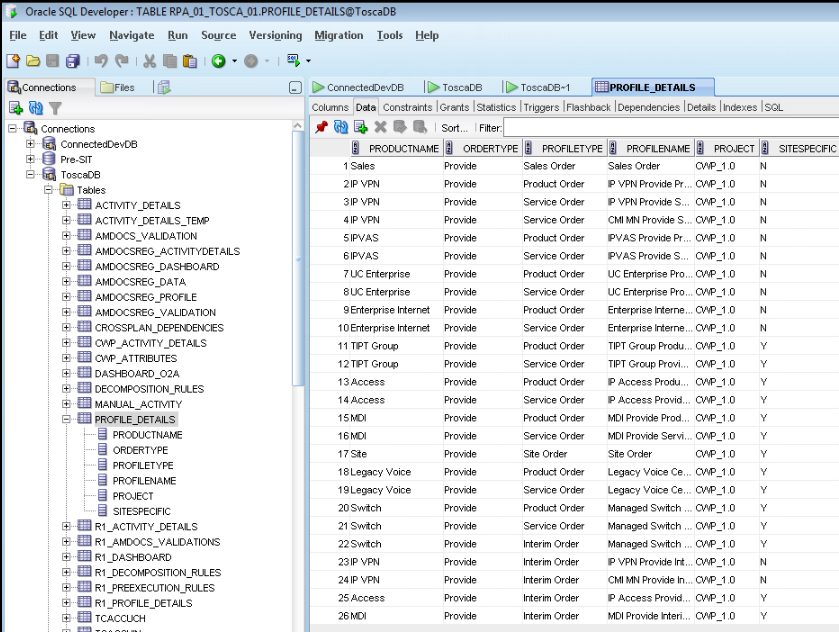 Oracle SQL Developer : TABLE RPA_01_TOSCA_01.PROFILE_DETAILS@ToscaDB
File Edit View Navigate Run Source Versioning Migration Tools Help
Connections Files
Connections
ConnectedDevDB
Pre-SIT
ToscaDB
Tables
ACTIVITY_DETAILS
ACTIVITY_DETAILS_TEMP
AMDOCS_VALIDATION
AMDOCSREG_ACTIVITYDETAILS
AMDOCSREG_DASHBOARD
AMDOCSREG_DATA
AMDOCSREG_PROFILE
AMDOCSREG_VALIDATION
CROSSPLAN_DEPENDENCIES
CWP_ACTIVITY_DETAILS
CWP_ATTRIBUTES
DASHBOARD_O2A
DECOMPOSITION_RULES
MANUAL_ACTIVITY
PROFILE_DETAILS
PRODUCTNAME
ORDERTYPE
PROFILETYPE
PROFILENAME
PROJECT
SITESPECIFIC
R1_ACTIVITY_DETAILS
R1_AMDOCS_VALIDATIONS
R1_DASHBOARD
R1_DECOMPOSITION_RULES
R1_PREEXECUTION_RULES
R1_PROFILE_DETAILS
TCACCUCH
ConnectedDevDB ToscaDB ToscaDB~1 PROFILE_DETAILS
Columns Data Constraints Grants Statistics Triggers Flashback Dependencies Details Indexes SQL
Sort... Filter:
PRODUCTNAME ORDERTYPE PROFILETYPE PROFILENAME PROJECT SITESPECIFIC
1 Sales Provide Sales Order Sales Order CWP_1.0 N
2 IP VPN Provide Product Order IP VPN Provide Pr... CWP_1.0 N
3 IP VPN Provide Service Order IP VPN Provide S... CWP_1.0 N
4 IP VPN Provide Service Order CMI MN Provide S... CWP_1.0 N
5 IPVAS Provide Product Order IPVAS Provide Pr... CWP_1.0 N
6 IPVAS Provide Service Order IPVAS Provide S... CWP_1.0 N
7 UC Enterprise Provide Product Order UC Enterprise Pro... CWP_1.0 N
8 UC Enterprise Provide Service Order UC Enterprise Pro... CWP_1.0 N
9 Enterprise Internet Provide Product Order Enterprise Interne... CWP_1.0 N
10 Enterprise Internet Provide Service Order Enterprise Interne... CWP_1.0 N
11 TIPT Group Provide Product Order TIPT Group Produ... CWP_1.0 Y
12 TIPT Group Provide Service Order TIPT Group Provi... CWP_1.0 Y
13 Access Provide Product Order IP Access Produ... CWP_1.0 Y
14 Access Provide Service Order IP Access Provid... CWP_1.0 Y
15 MDI Provide Product Order MDI Provide Prod... CWP_1.0 Y
16 MDI Provide Service Order MDI Provide Servi... CWP_1.0 Y
17 Site Provide Site Order Site Order CWP_1.0 Y
18 Legacy Voice Provide Product Order Legacy Voice Ce... CWP_1.0 Y
19 Legacy Voice Provide Service Order Legacy Voice Ce... CWP_1.0 Y
20 Switch Provide Product Order Managed Switch ... CWP_1.0 Y
21 Switch Provide Service Order Managed Switch ... CWP_1.0 Y
22 Switch Provide Interim Order Managed Switch ... CWP_1.0 Y
23 IP VPN Provide Interim Order IP VPN Provide Int... CWP_1.0 N
24 IP VPN Provide Interim Order CMI MN Provide In... CWP_1.0 N
25 Access Provide Interim Order IP Access Provid... CWP_1.0 Y
26 MDI Provide Interim Order MDI Provide Interi... CWP_1.0 Y